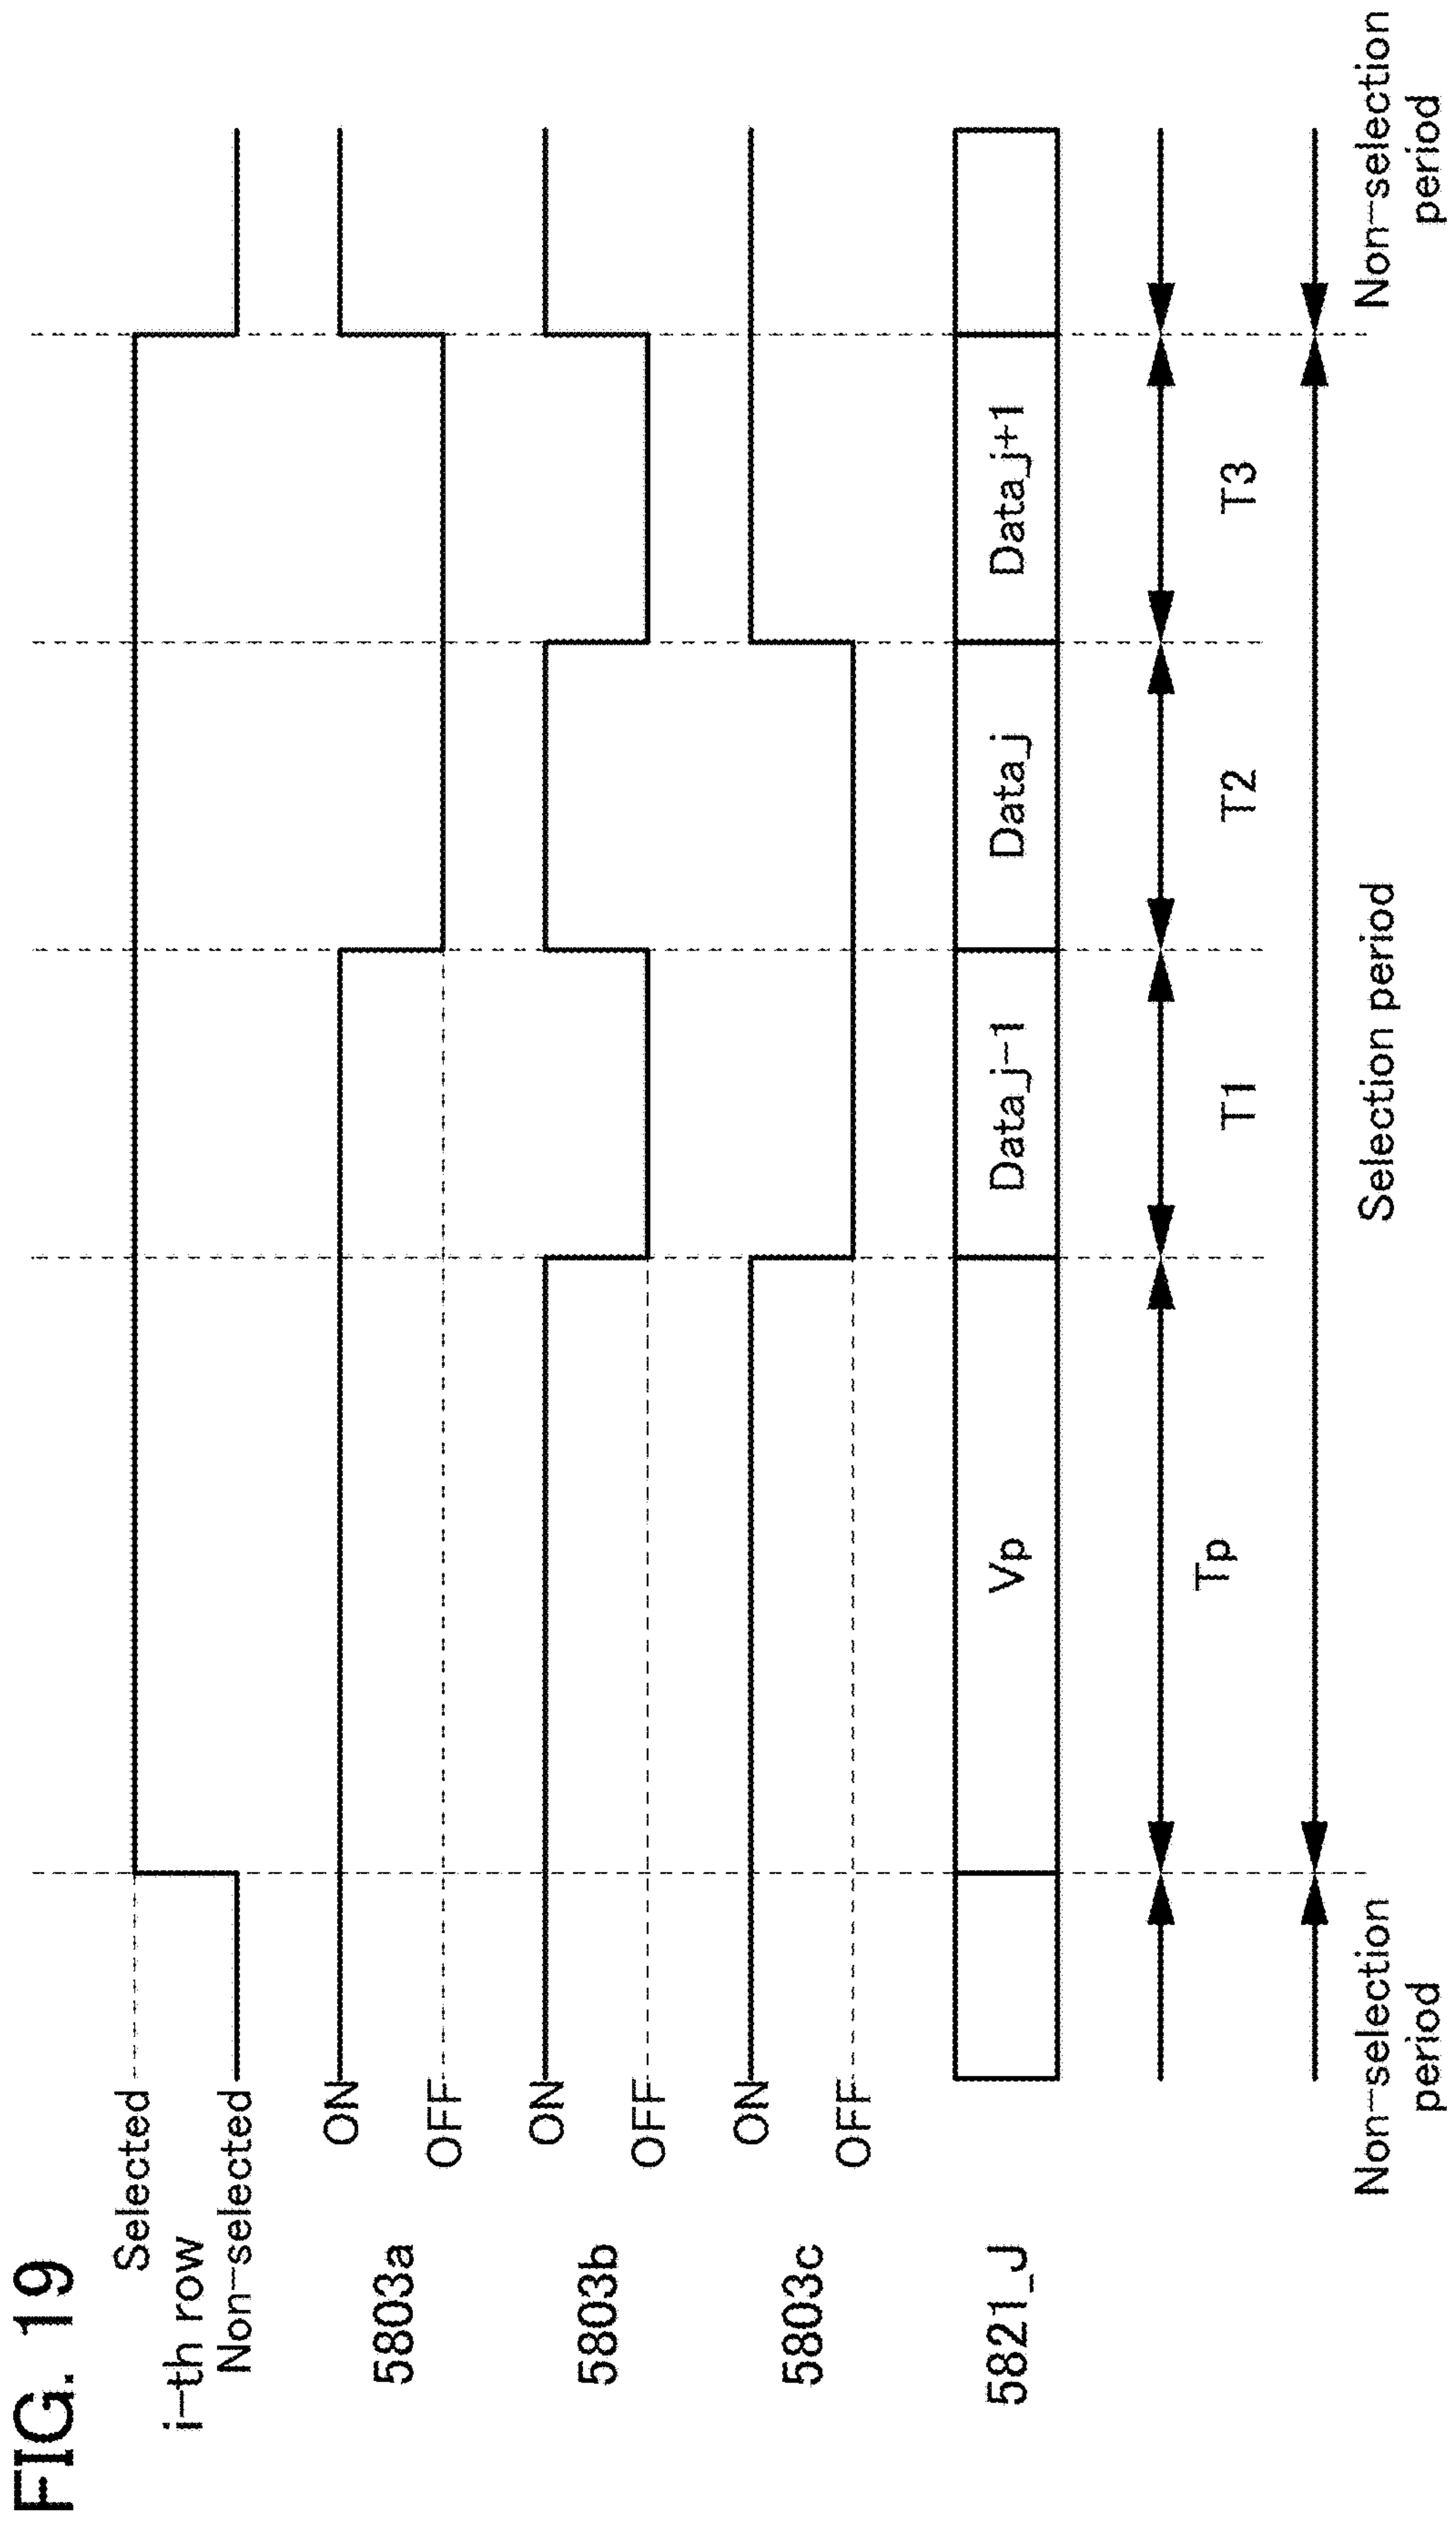 FIG. 19
Selected
i-th row
Non-selected
ON
5803a
OFF
ON
5803b
OFF
ON
5803c
OFF
5821_J
Vp
Data_j-1
Data_j
Data_j+1
Tp
T1
T2
T3
Non-selection
period
Selection period
Non-selection
period